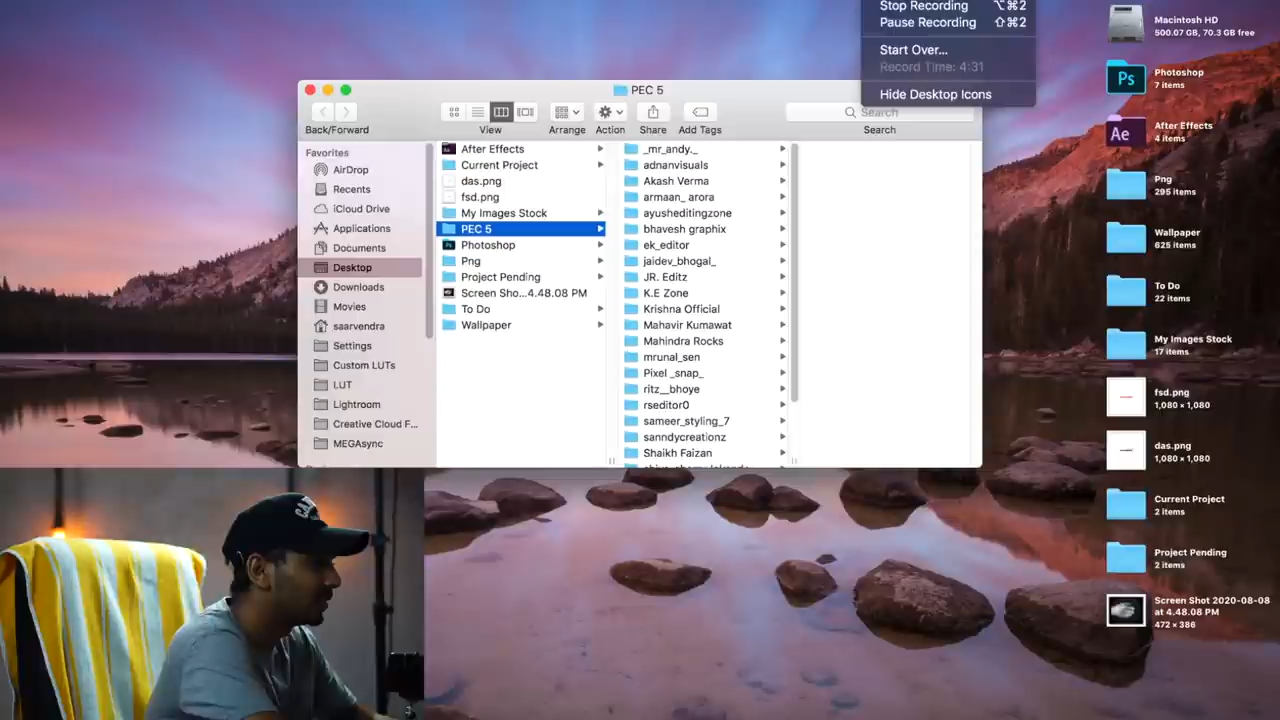 Stop Recording ⌥⌘2
Pause Recording ⇧⌘2
Start Over...
Record Time: 4:31
Hide Desktop Icons
PEC 5
Back/Forward
View
Arrange
Action
Share
Add Tags
Search
Search
Favorites
AirDrop
Recents
iCloud Drive
Applications
Documents
Desktop
Downloads
Movies
saarvendra
Settings
Custom LUTs
LUT
Lightroom
Creative Cloud F...
MEGAsync
After Effects
Current Project
das.png
fsd.png
My Images Stock
PEC 5
Photoshop
Png
Project Pending
Screen Sho...4.48.08 PM
To Do
Wallpaper
_mr_andy._
adnanvisuals
Akash Verma
armaan_ arora
ayusheditingzone
bhavesh graphix
ek_editor
jaidev_bhogal_
JR. Editz
K.E Zone
Krishna Official
Mahavir Kumawat
Mahindra Rocks
mrunal_sen
Pixel _snap_
ritz__bhoye
rseditor0
sameer_styling_7
sanndycreationz
Shaikh Faizan
Macintosh HD
500.07 GB, 70.3 GB free
Ps
Photoshop
7 items
Ae
After Effects
4 items
Png
295 items
Wallpaper
625 items
To Do
22 items
My Images Stock
17 items
fsd.png
1,080 × 1,080
das.png
1,080 × 1,080
Current Project
2 items
Project Pending
2 items
Screen Shot 2020-08-08
at 4.48.08 PM
472 × 386